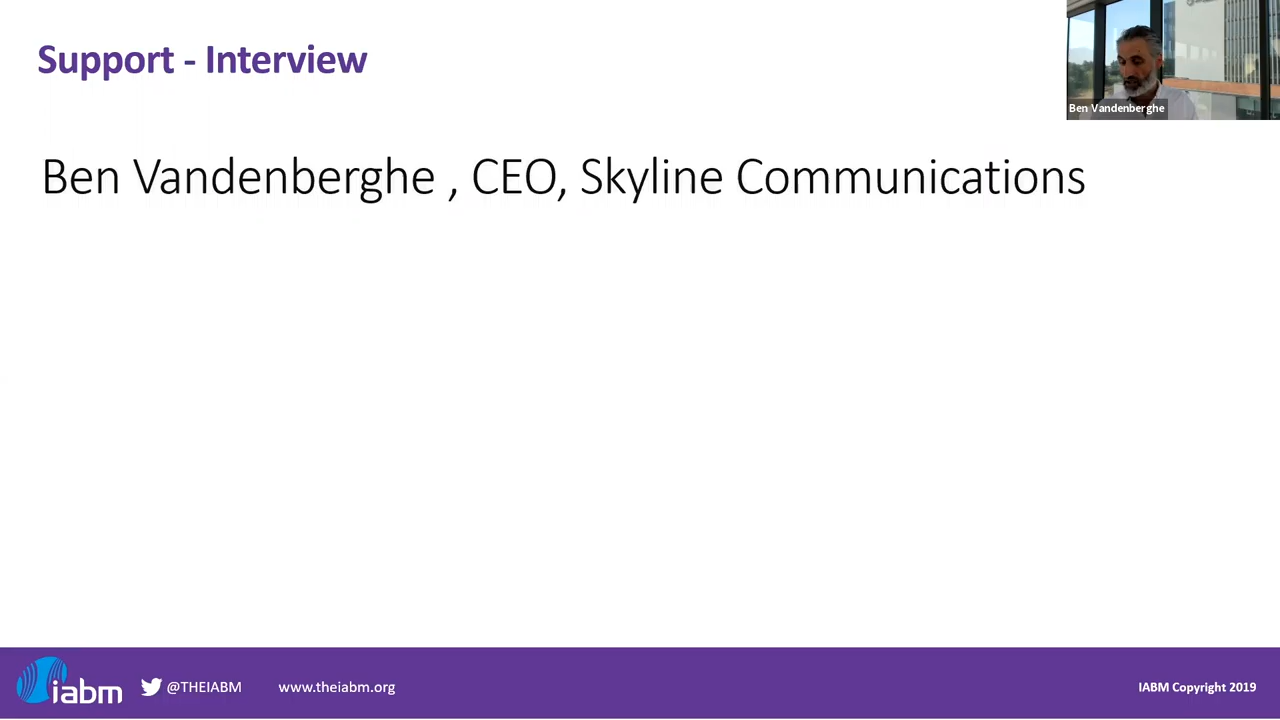 Support - Interview
Ben Vandenberghe
Ben Vandenberghe , CEO, Skyline Communications
iabm
@THEIABM
www.theiabm.org
IABM Copyright 2019